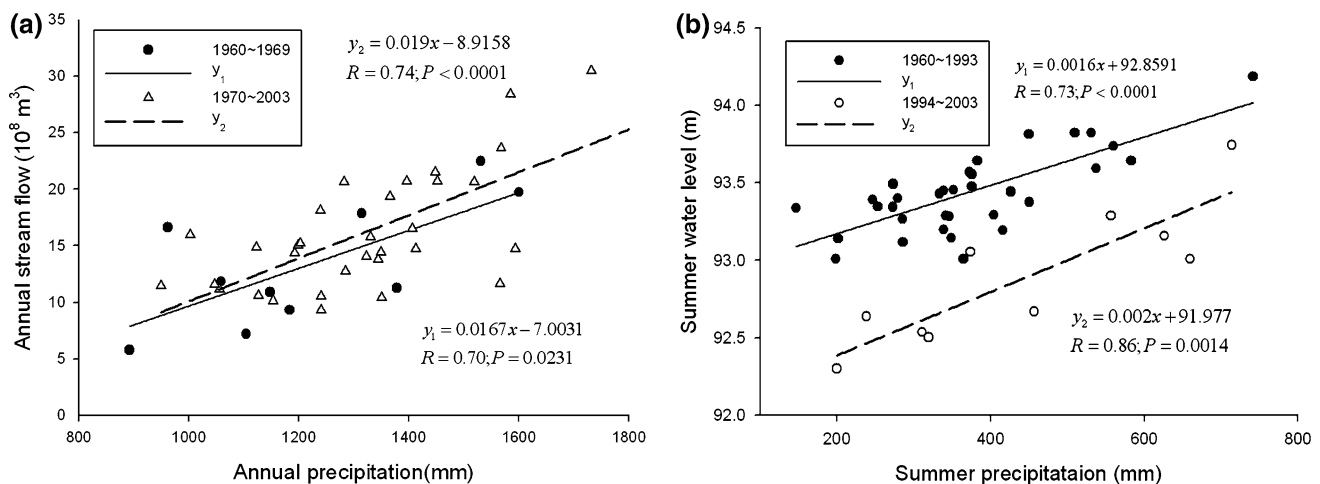 (a)
35
30
25
20
15
10
5
0
Annual stream flow (10⁸ m³)
1960~1969
y₁
1970~2003
y₂
y₂ = 0.019x − 8.9158
R = 0.74; P < 0.0001
y₁ = 0.0167x − 7.0031
R = 0.70; P = 0.0231
800 1000 1200 1400 1600 1800
Annual precipitation(mm)
(b)
94.5
94.0
93.5
93.0
92.5
92.0
Summer water level (m)
1960~1993
y₁
1994~2003
y₂
y₁ = 0.0016x + 92.8591
R = 0.73; P < 0.0001
y₂ = 0.002x + 91.977
R = 0.86; P = 0.0014
200 400 600 800
Summer precipitataion (mm)